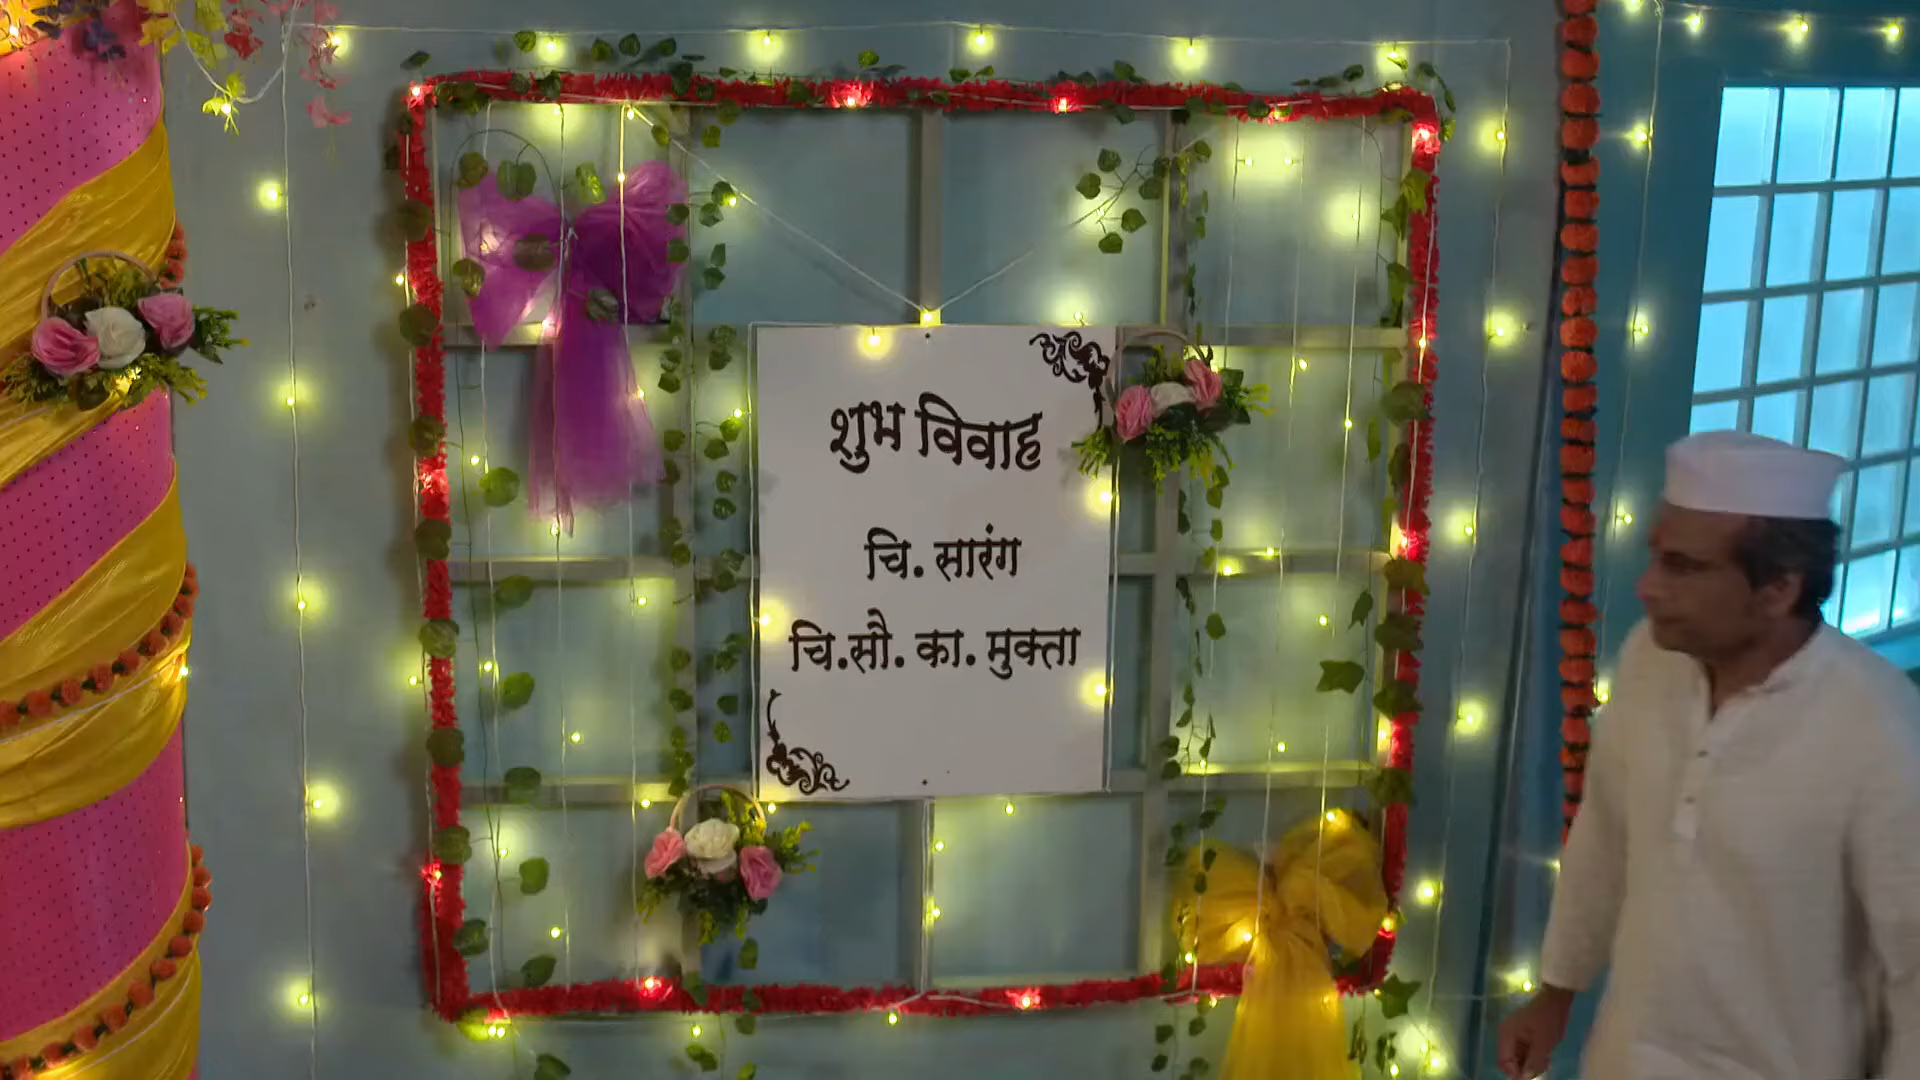 शुभ विवाह
चि. सारंग
चि.सौ. का. मुक्ता